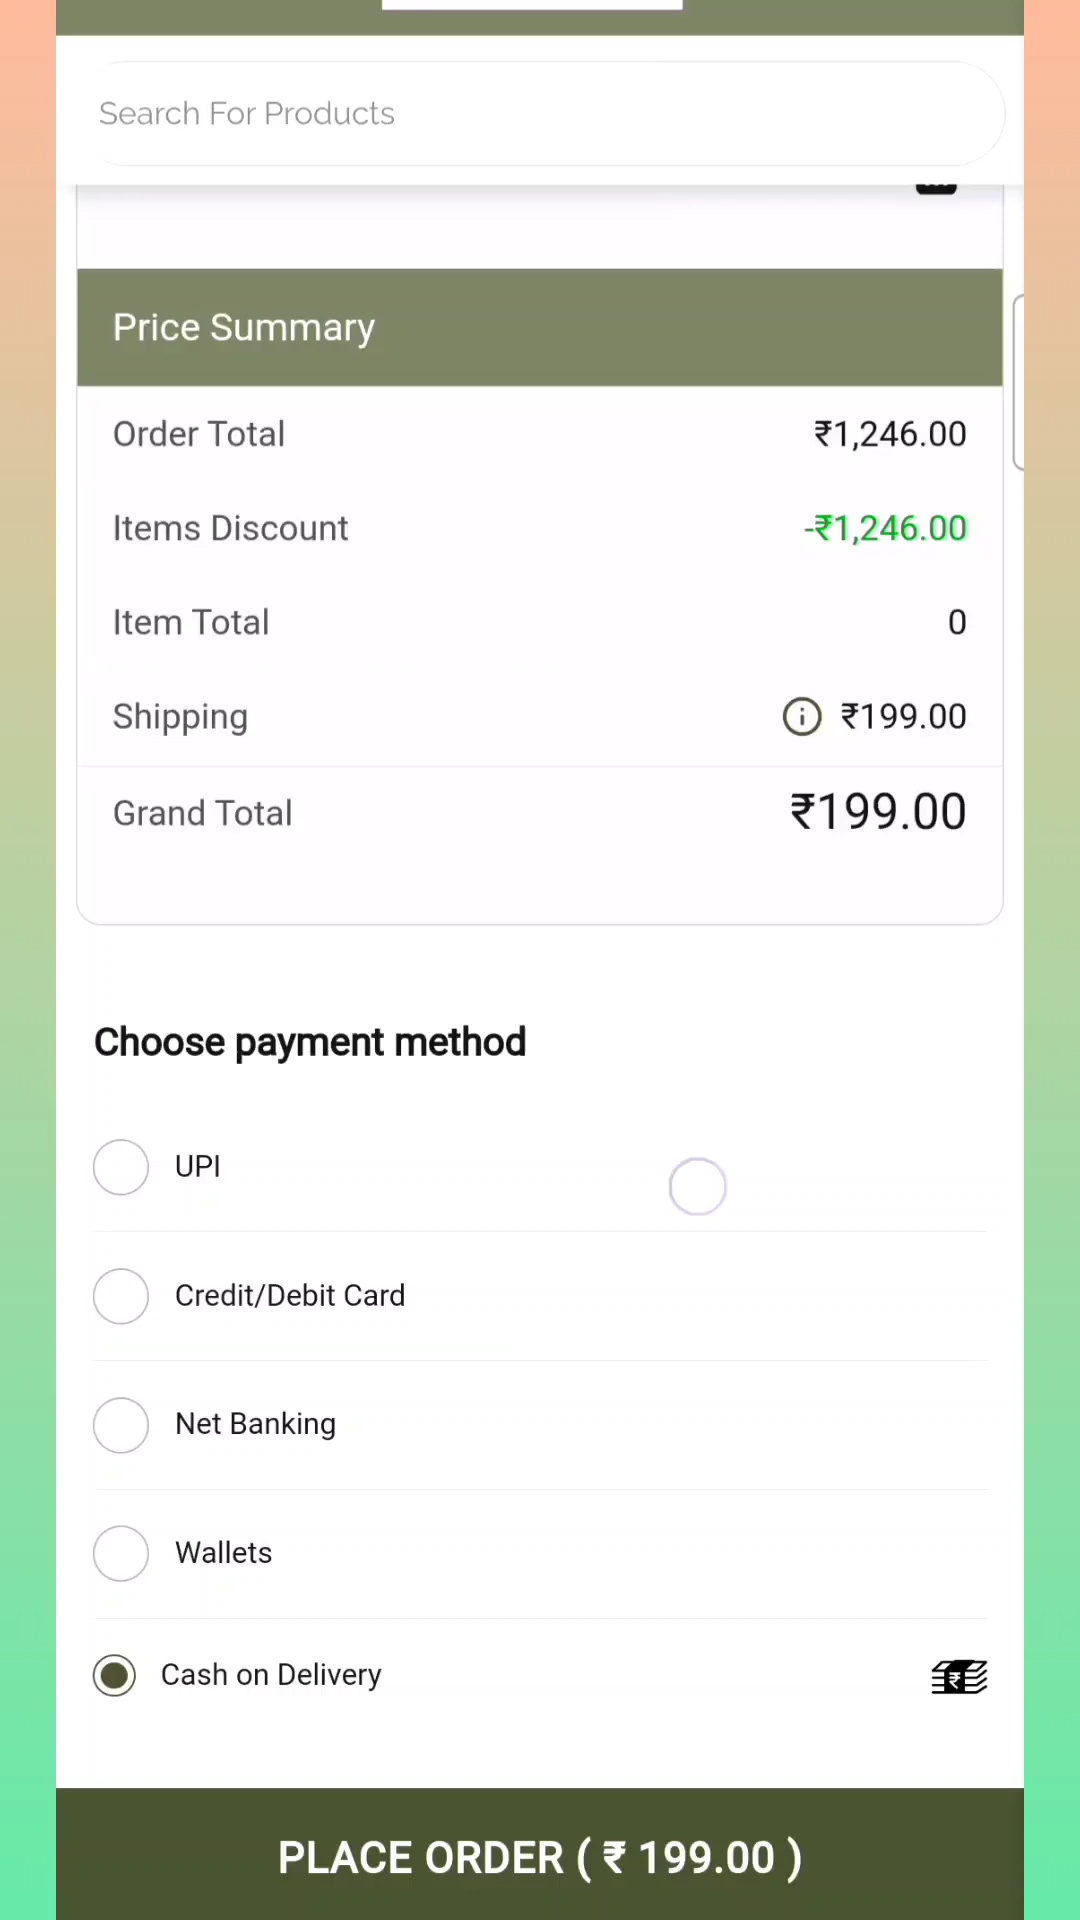 Search For Products
Price Summary
Order Total ₹1,246.00
Items Discount -₹1,246.00
Item Total 0
Shipping ₹199.00
Grand Total ₹199.00
Choose payment method
UPI
Credit/Debit Card
Net Banking
Wallets
Cash on Delivery
PLACE ORDER ( ₹ 199.00 )